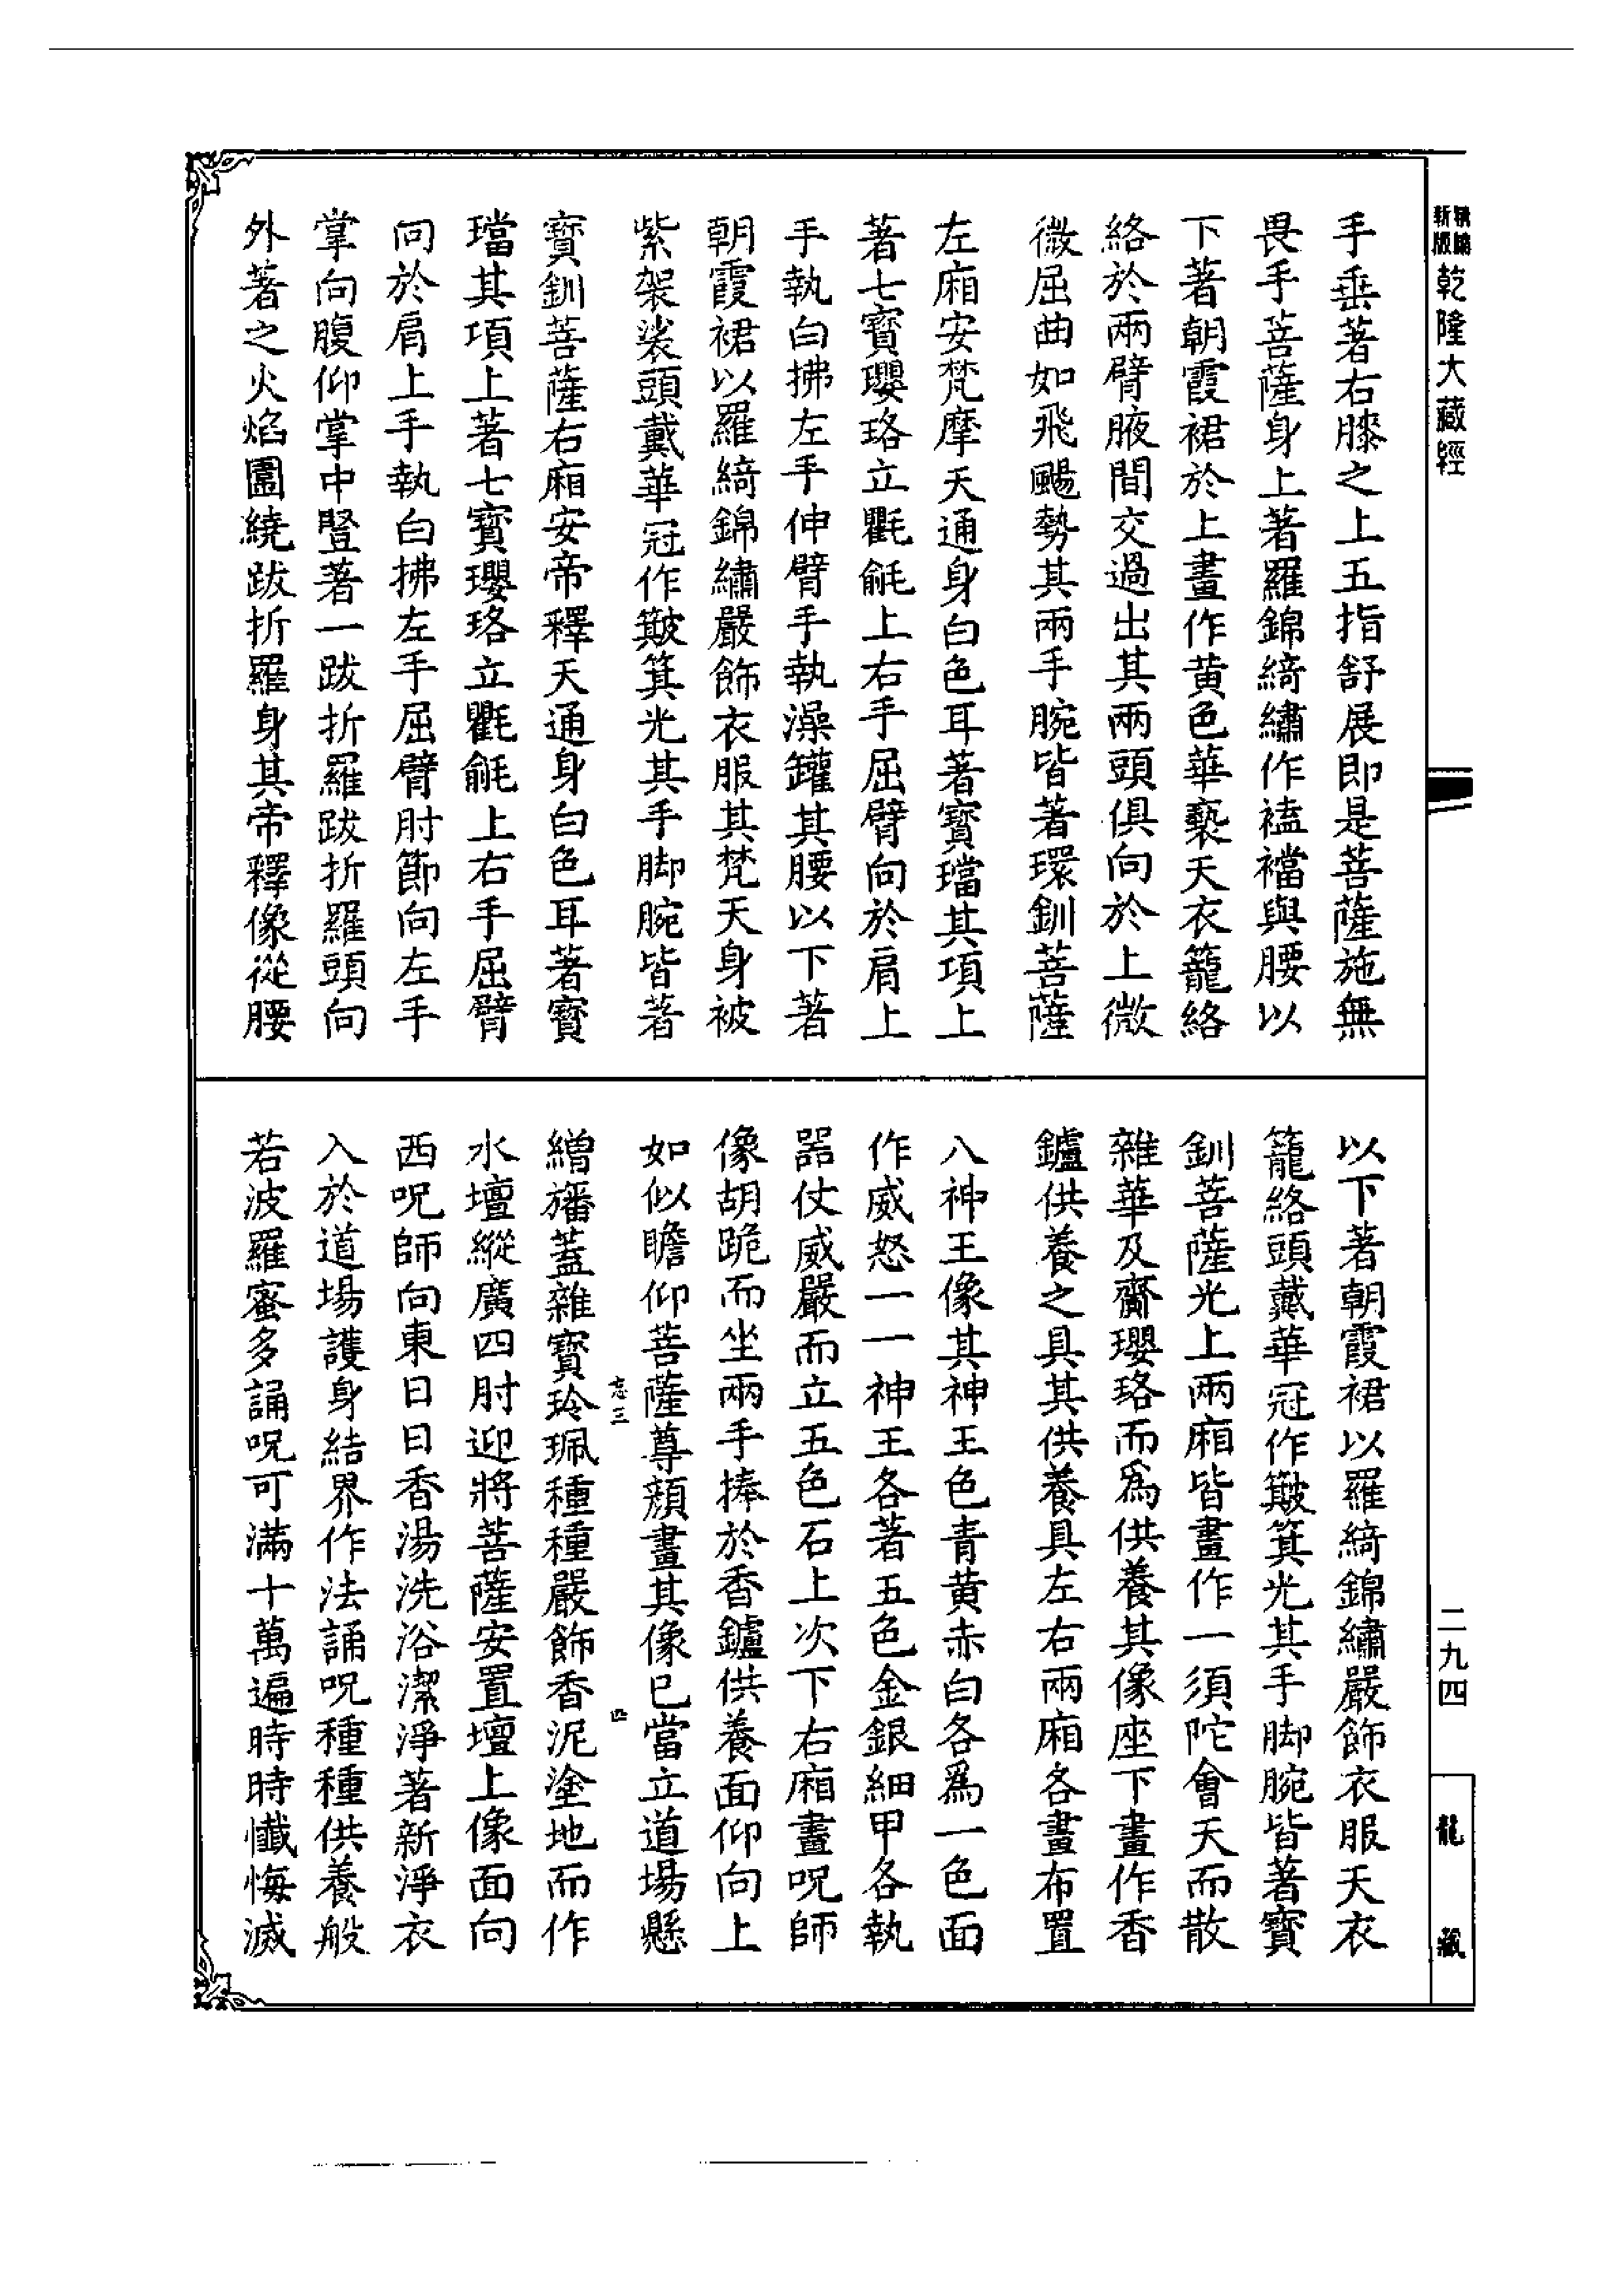 新版
乾隆大藏經
手垂著右膝之上五指舒展即是菩薩施無
畏手菩薩身上著羅錦綺繡作𧝟襠與腰以
下著朝霞裙於上畫作黄色華褻天衣籠絡
絡於兩臂腋間交過出其兩頭俱向於上微
微屈曲如飛颺勢其兩手腕皆著環釧菩薩
左廂安梵摩天通身白色耳著寶璫其項上
著七寶瓔珞立氍毹上右手屈臂向於肩上
手執白拂左手伸臂手執澡罐其腰以下著
朝霞裙以羅綺錦繡嚴飾衣服其梵天身被
紫袈裟頭戴華冠作簸箕光其手脚腕皆著
寶釧菩薩右廂安帝釋天通身白色耳著寶
璫其項上著七寶瓔珞立氍毹上右手屈臂
向於肩上手執白拂左手屈臂肘節向左手
掌向腹仰掌中豎著一跋折羅跋折羅頭向
外著之火焰圍繞跋折羅身其帝釋像從腰
以下著朝霞裙以羅綺錦繡嚴飾衣服天衣
籠絡頭戴華冠作簸箕光其手脚腕皆著寶
釧菩薩光上兩廂皆畫作一須陀會天而散
雜華及齎瓔珞而爲供養其像座下畫作香
鑪供養之具其供養具左右兩廂各畫布置
八神王像其神王色青黄赤白各爲一色面
作威怒一一神王各著五色金銀細甲各執
器仗威嚴而立五色石上次下右廂畫呪師
像胡跪而坐兩手捧於香鑪供養面仰向上
如似瞻仰菩薩尊顏畫其像已當立道場懸
繒旛蓋雜寶玲珮種種嚴飾香泥塗地而作
水壇縱廣四肘迎將菩薩安置壇上像面向
西呪師向東日日香湯洗浴潔淨著新淨衣
入於道場護身結界作法誦呪種種供養般
若波羅蜜多誦呪可滿十萬遍時時懺悔滅
二九四
龍藏